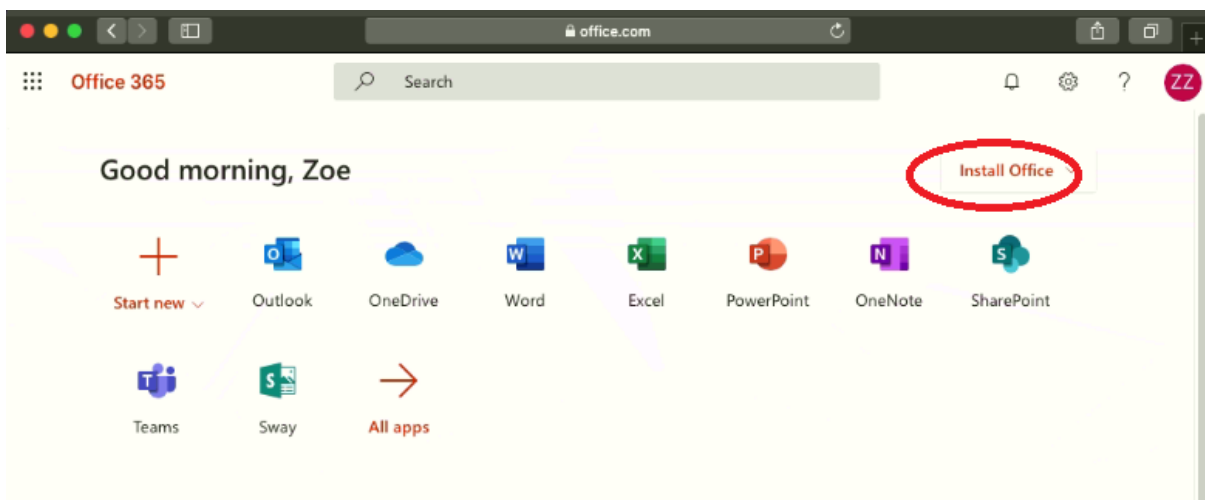 office.com
Office 365
Search
?
ZZ
Good morning, Zoe
Install Office
Start new
Outlook
OneDrive
Word
Excel
PowerPoint
OneNote
SharePoint
Teams
Sway
All apps